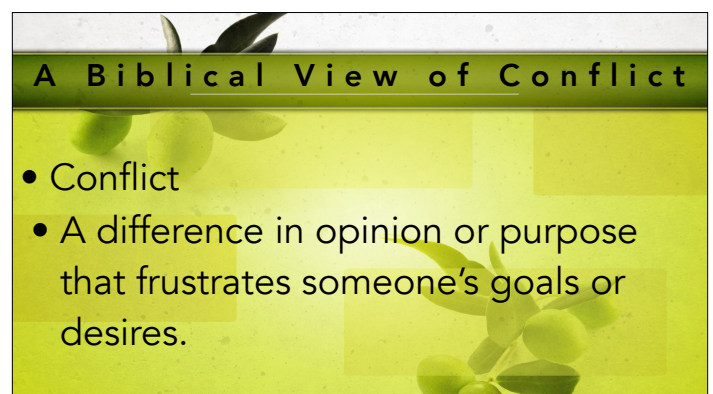 A Biblical View of Conflict
• Conflict
• A difference in opinion or purpose
that frustrates someone’s goals or
desires.